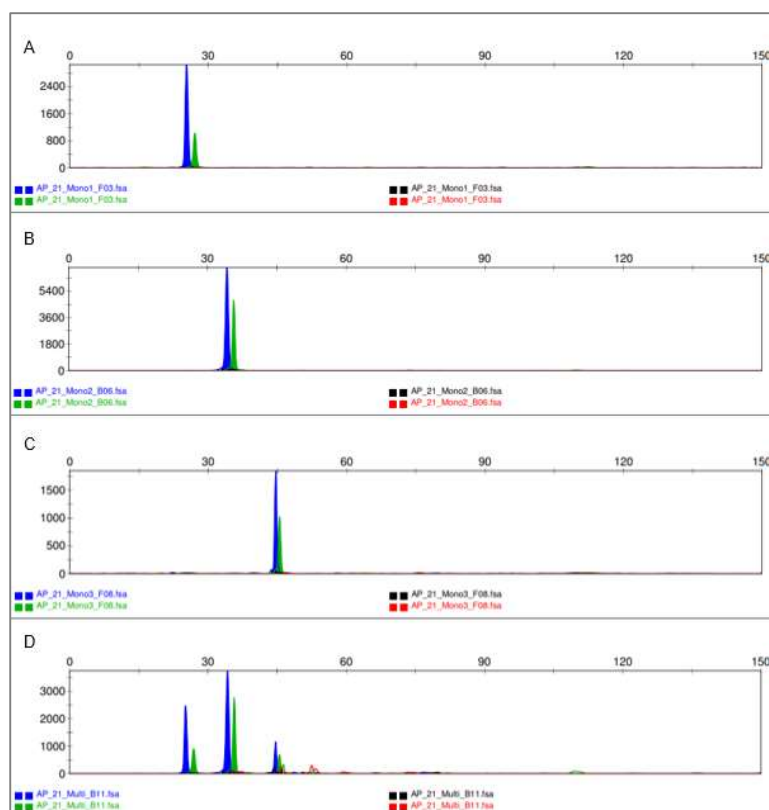 A
0 30 60 90 120 150
2400
1600
800
0
AP_21_Mono1_F03.fsa AP_21_Mono1_F03.fsa
AP_21_Mono1_F03.fsa AP_21_Mono1_F03.fsa
B
0 30 60 90 120 150
5400
3600
1800
0
AP_21_Mono2_B06.fsa AP_21_Mono2_B06.fsa
AP_21_Mono2_B06.fsa AP_21_Mono2_B06.fsa
C
0 30 60 90 120 150
1500
1000
500
0
AP_21_Mono3_F08.fsa AP_21_Mono3_F08.fsa
AP_21_Mono3_F08.fsa AP_21_Mono3_F08.fsa
D
0 30 60 90 120 150
3000
2000
1000
0
AP_21_Multi_B11.fsa AP_21_Multi_B11.fsa
AP_21_Multi_B11.fsa AP_21_Multi_B11.fsa